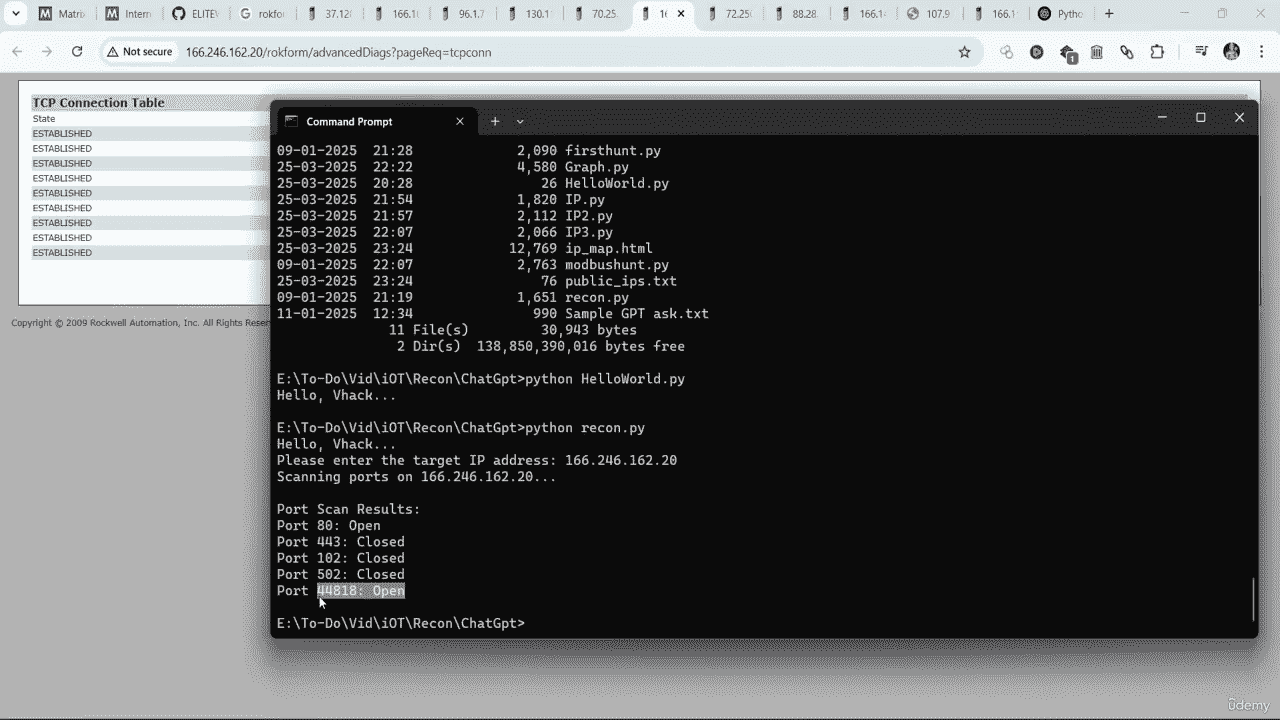 Matrix
Intern
ELITEV
rokfor
37.120
166.16
96.1.7
130.1
70.25.
16
72.25
88.28.
166.14
107.9
166.1
Pytho
Not secure
166.246.162.20/rokform/advancedDiags?pageReq=tcpconn
1
TCP Connection Table
State
ESTABLISHED
ESTABLISHED
ESTABLISHED
ESTABLISHED
ESTABLISHED
ESTABLISHED
ESTABLISHED
ESTABLISHED
ESTABLISHED
Copyright © 2009 Rockwell Automation, Inc. All Rights Reser
Command Prompt
09-01-2025 21:28 2,090 firsthunt.py
25-03-2025 22:22 4,580 Graph.py
25-03-2025 20:28 26 HelloWorld.py
25-03-2025 21:54 1,820 IP.py
25-03-2025 21:57 2,112 IP2.py
25-03-2025 22:07 2,066 IP3.py
25-03-2025 23:24 12,769 ip_map.html
09-01-2025 22:07 2,763 modbushunt.py
25-03-2025 23:24 76 public_ips.txt
09-01-2025 21:19 1,651 recon.py
11-01-2025 12:34 990 Sample GPT ask.txt
11 File(s) 30,943 bytes
2 Dir(s) 138,850,390,016 bytes free
E:\To-Do\Vid\iOT\Recon\ChatGpt>python HelloWorld.py
Hello, Vhack...
E:\To-Do\Vid\iOT\Recon\ChatGpt>python recon.py
Hello, Vhack...
Please enter the target IP address: 166.246.162.20
Scanning ports on 166.246.162.20...
Port Scan Results:
Port 80: Open
Port 443: Closed
Port 102: Closed
Port 502: Closed
Port 44818: Open
E:\To-Do\Vid\iOT\Recon\ChatGpt>
ûdemy